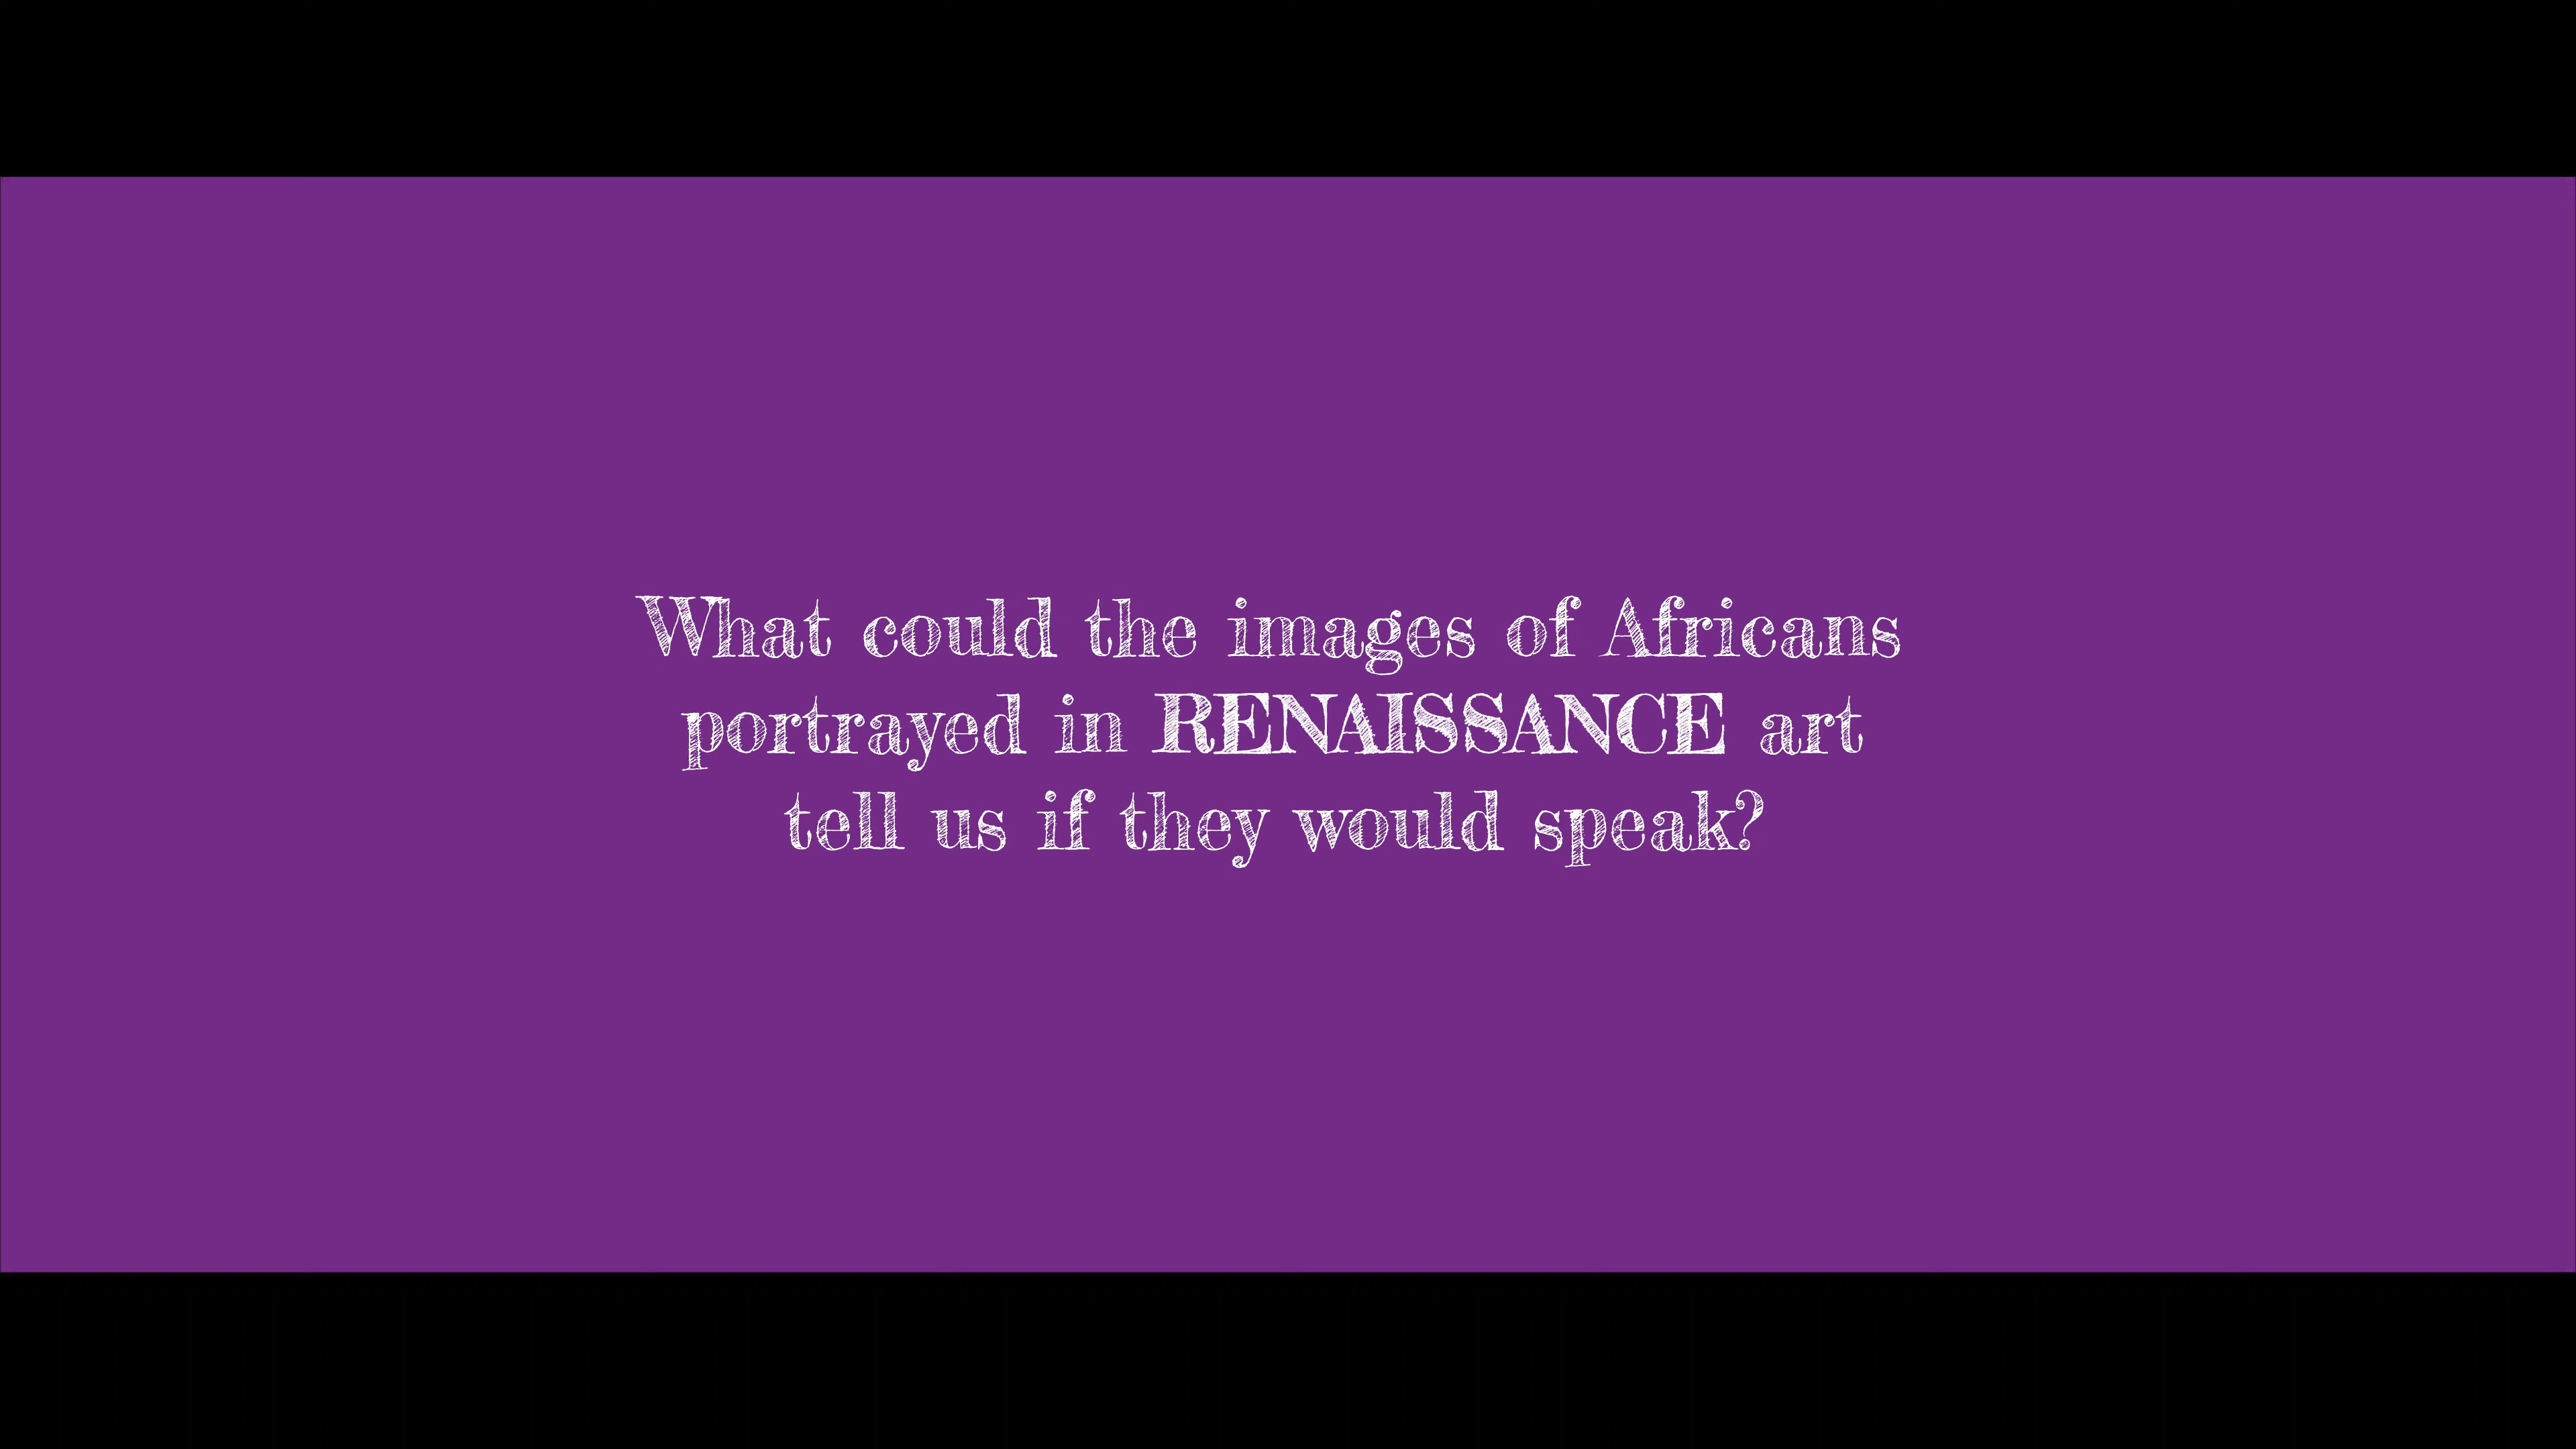 What could the images of Africans
portrayed in RENAISSANCE art
tell us if they would speak?